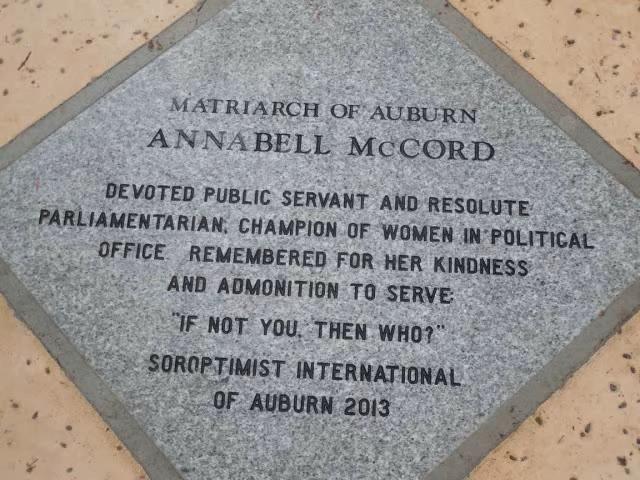 MATRIARCH OF AUBURN
ANNABELL McCORD
DEVOTED PUBLIC SERVANT AND RESOLUTE
PARLIAMENTARIAN, CHAMPION OF WOMEN IN POLITICAL
OFFICE. REMEMBERED FOR HER KINDNESS
AND ADMONITION TO SERVE:
"IF NOT YOU, THEN WHO?"
SOROPTIMIST INTERNATIONAL
OF AUBURN 2013